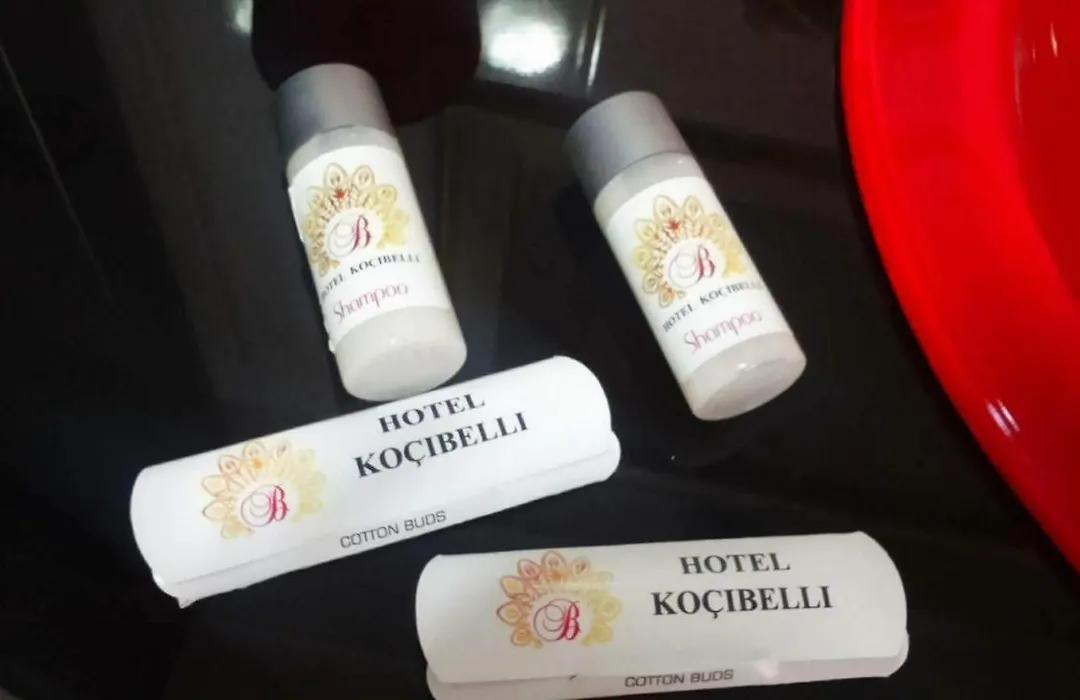 B
HOTEL KOÇIBELLI
Shampoo
B
HOTEL KOÇIBELLI
Shampoo
HOTEL
KOÇIBELLI
B
COTTON BUDS
HOTEL
KOÇIBELLI
B
COTTON BUDS